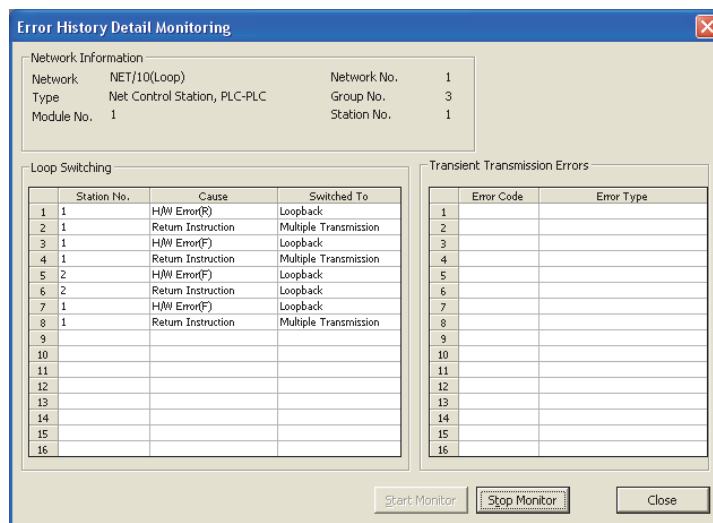 Error History Detail Monitoring
Network Information
Network NET/10(Loop) Network No. 1
Type Net Control Station, PLC-PLC Group No. 3
Module No. 1 Station No. 1
Loop Switching
Station No. Cause Switched To
1 1 H/W Error(R) Loopback
2 1 Return Instruction Multiple Transmission
3 1 H/W Error(F) Loopback
4 1 Return Instruction Multiple Transmission
5 2 H/W Error(F) Loopback
6 2 Return Instruction Loopback
7 1 H/W Error(F) Loopback
8 1 Return Instruction Multiple Transmission
9
10
11
12
13
14
15
16
Transient Transmission Errors
Error Code Error Type
1
2
3
4
5
6
7
8
9
10
11
12
13
14
15
16
Start Monitor Stop Monitor Close